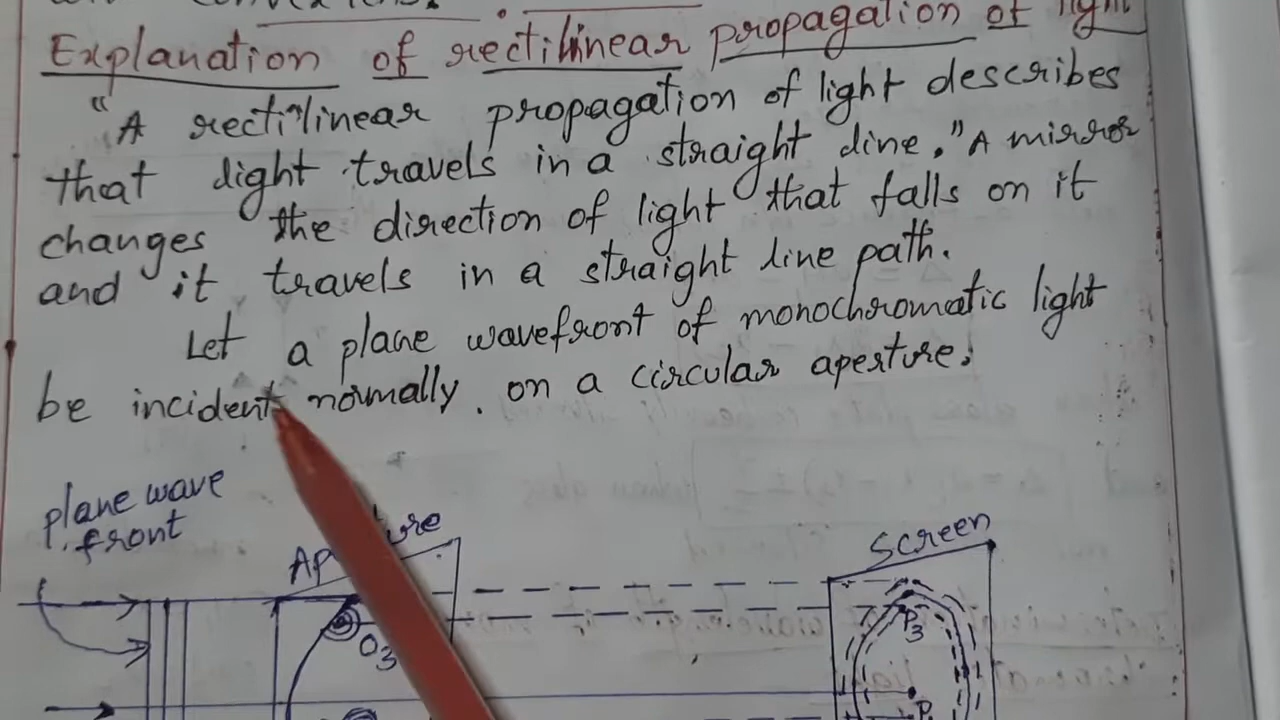 Explanation of rectilinear propagation of light
"A rectilinear propagation of light describes
that light travels in a straight line." A mirror
changes the direction of light that falls on it
and it travels in a straight line path.
Let a plane wavefront of monochromatic light
be incident normally. on a circular aperture.
plane wave
front
Screen
O3
P3